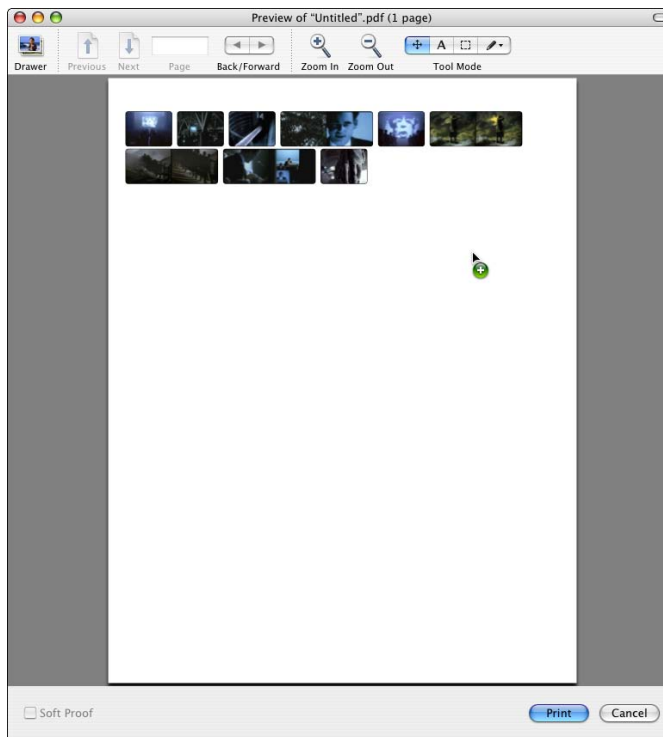 Preview of “Untitled”.pdf (1 page)
Drawer Previous Next Page Back/Forward Zoom In Zoom Out Tool Mode
A
Soft Proof Print Cancel